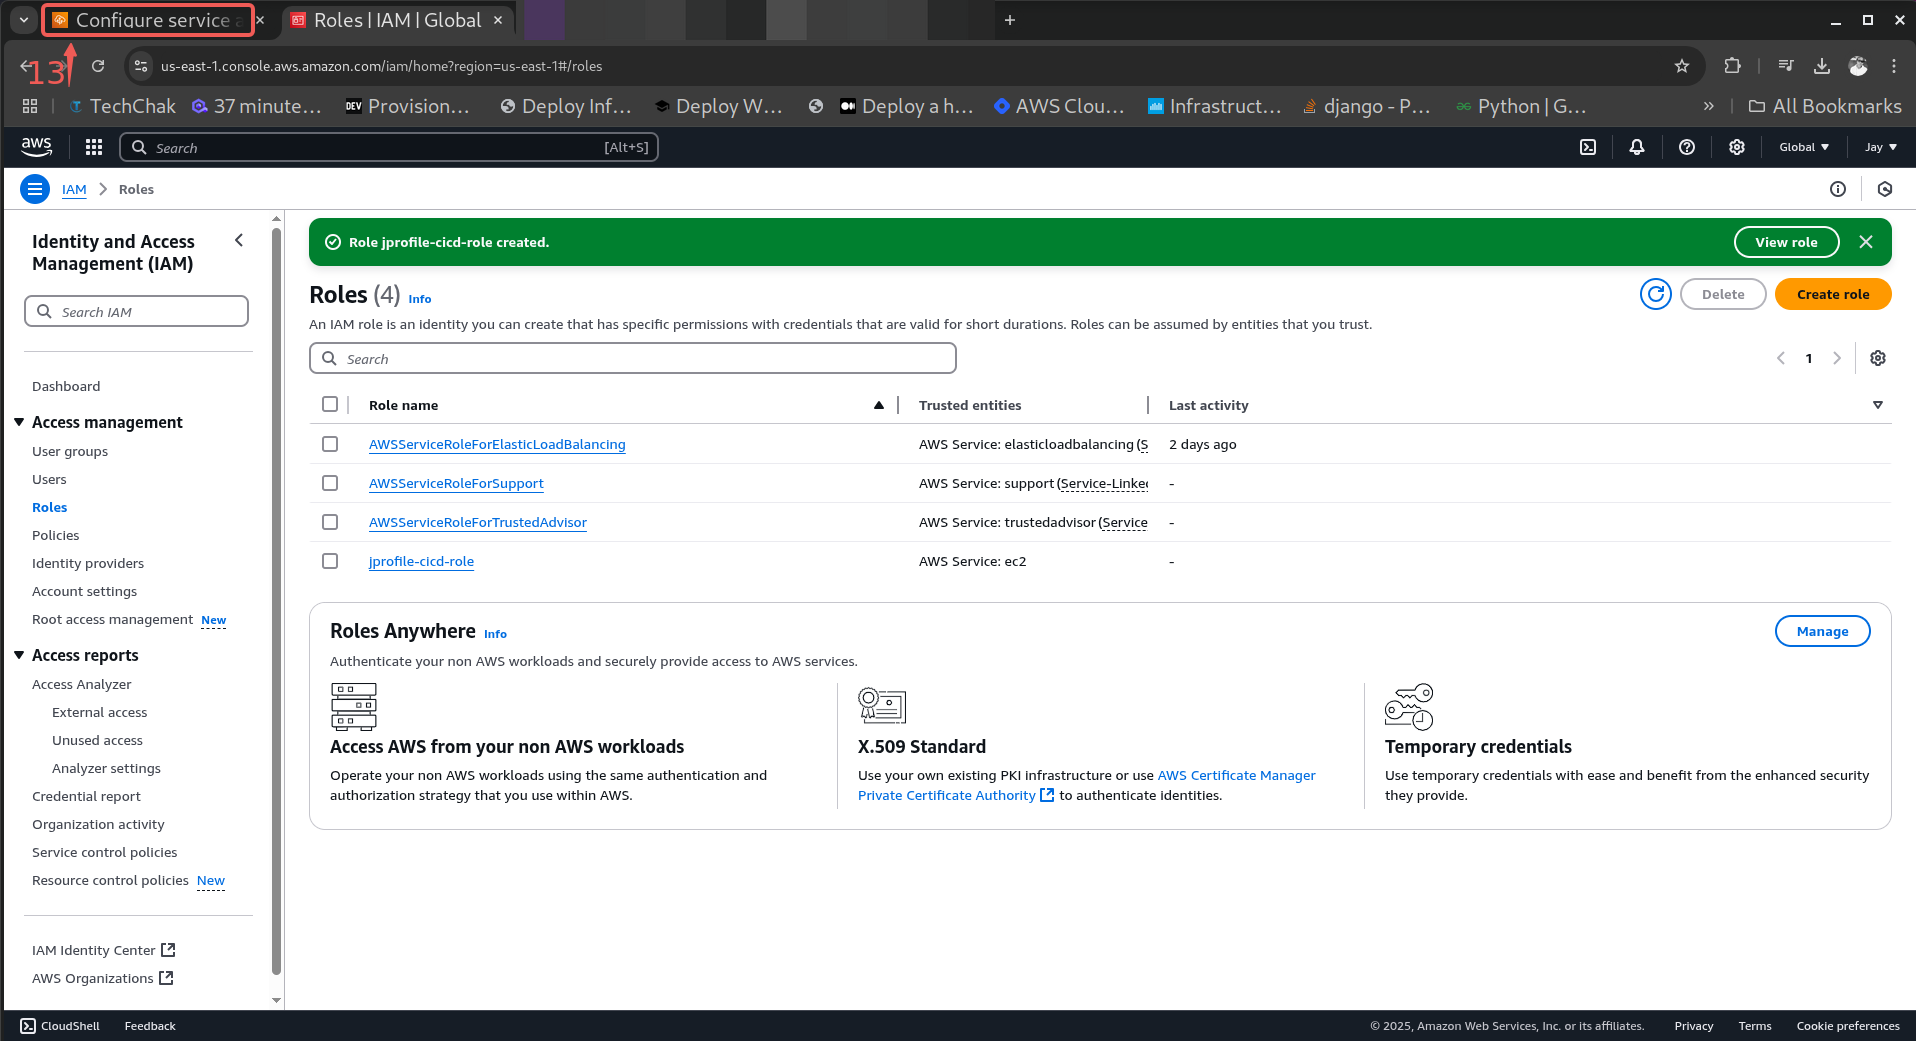 Configure service a
Roles | IAM | Global
13
us-east-1.console.aws.amazon.com/iam/home?region=us-east-1#/roles
TechChak
37 minute...
DEV Provision...
Deploy Inf...
Deploy W...
Deploy a h...
AWS Clou...
Infrastruct...
django - P...
Python | G...
» All Bookmarks
aws
Search [Alt+S]
Global
Jay
IAM > Roles
Identity and Access
Management (IAM)
Search IAM
Dashboard
Access management
User groups
Users
Roles
Policies
Identity providers
Account settings
Root access management New
Access reports
Access Analyzer
External access
Unused access
Analyzer settings
Credential report
Organization activity
Service control policies
Resource control policies New
IAM Identity Center
AWS Organizations
Role jprofile-cicd-role created.
View role
Roles (4) Info
Delete
Create role
An IAM role is an identity you can create that has specific permissions with credentials that are valid for short durations. Roles can be assumed by entities that you trust.
Search
1
Role name Trusted entities Last activity
AWSServiceRoleForElasticLoadBalancing AWS Service: elasticloadbalancing (S 2 days ago
AWSServiceRoleForSupport AWS Service: support (Service-Linked -
AWSServiceRoleForTrustedAdvisor AWS Service: trustedadvisor (Service -
jprofile-cicd-role AWS Service: ec2 -
Roles Anywhere Info
Manage
Authenticate your non AWS workloads and securely provide access to AWS services.
Access AWS from your non AWS workloads
Operate your non AWS workloads using the same authentication and
authorization strategy that you use within AWS.
X.509 Standard
Use your own existing PKI infrastructure or use AWS Certificate Manager
Private Certificate Authority to authenticate identities.
Temporary credentials
Use temporary credentials with ease and benefit from the enhanced security
they provide.
CloudShell Feedback
© 2025, Amazon Web Services, Inc. or its affiliates. Privacy Terms Cookie preferences